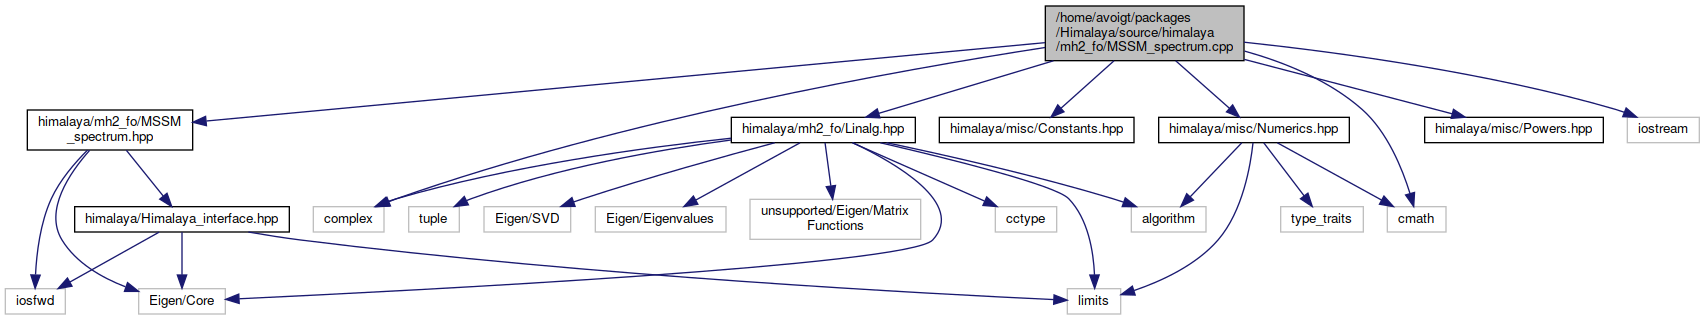 /home/avoigt/packages
/Himalaya/source/himalaya
/mh2_fo/MSSM_spectrum.cpp
himalaya/mh2_fo/MSSM
_spectrum.hpp
himalaya/mh2_fo/Linalg.hpp
himalaya/misc/Constants.hpp
himalaya/misc/Numerics.hpp
himalaya/misc/Powers.hpp
iostream
himalaya/Himalaya_interface.hpp
complex
tuple
Eigen/SVD
Eigen/Eigenvalues
unsupported/Eigen/Matrix
Functions
cctype
algorithm
type_traits
cmath
iosfwd
Eigen/Core
limits